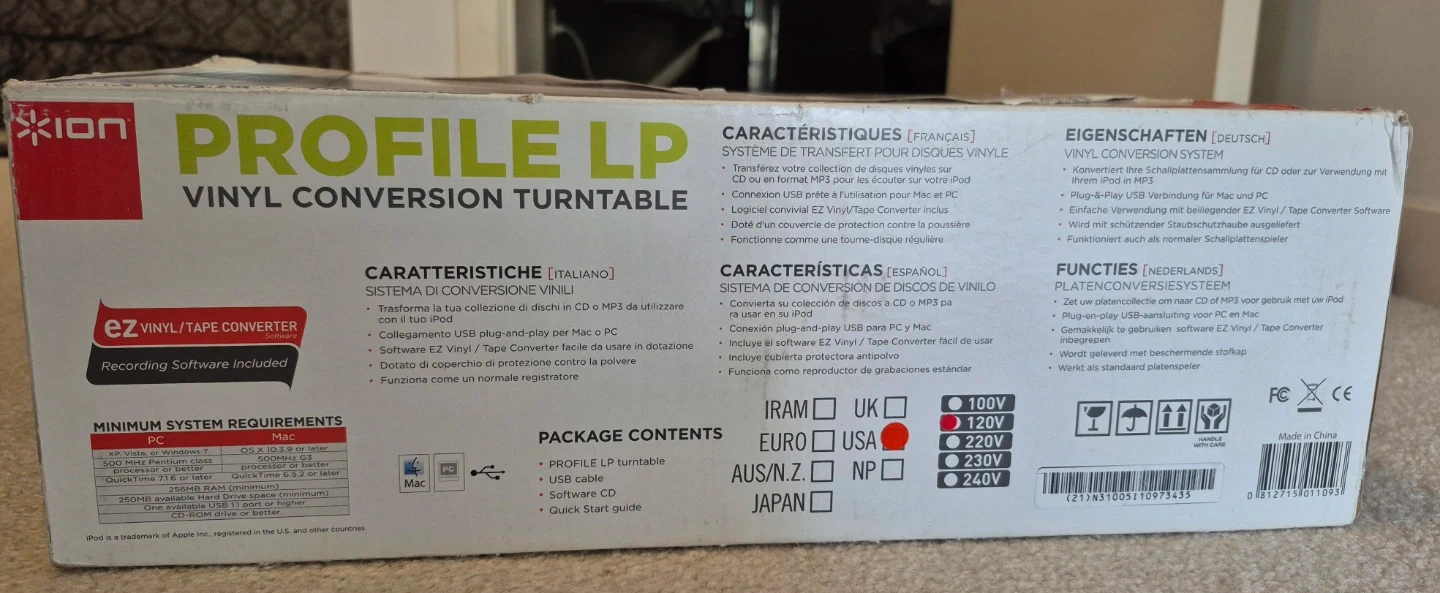 ion
PROFILE LP
VINYL CONVERSION TURNTABLE
CARACTÉRISTIQUES [FRANÇAIS]
SYSTÈME DE TRANSFERT POUR DISQUES VINYLE
• Transférez votre collection de disques vinyles sur
CD ou en format MP3 pour les écouter sur votre iPod
• Connexion USB prête à l'utilisation pour Mac et PC
• Logiciel convivial EZ Vinyl/Tape Converter inclus
• Doté d'un couvercle de protection contre la poussière
• Fonctionne comme une tourne-disque régulière
EIGENSCHAFTEN [DEUTSCH]
VINYL CONVERSION SYSTEM
• Konvertiert Ihre Schallplattensammlung für CD oder zur Verwendung mit
Ihrem iPod in MP3
• Plug-&-Play USB Verbindung für Mac und PC
• Einfache Verwendung mit beiliegender EZ Vinyl / Tape Converter Software
• Wird mit schützender Staubschutzhaube ausgeliefert
• Funktioniert auch als normaler Schallplattenspieler
CARATTERISTICHE [ITALIANO]
SISTEMA DI CONVERSIONE VINILI
• Trasforma la tua collezione di dischi in CD o MP3 da utilizzare
con il tuo iPod
• Collegamento USB plug-and-play per Mac o PC
• Software EZ Vinyl / Tape Converter facile da usare in dotazione
• Dotato di coperchio di protezione contro la polvere
• Funziona come un normale registratore
CARACTERÍSTICAS [ESPAÑOL]
SISTEMA DE CONVERSIÓN DE DISCOS DE VINILO
• Convierta su colección de discos a CD o MP3 pa
ra usar en su iPod
• Conexión plug-and-play USB para PC y Mac
• Incluye el software EZ Vinyl / Tape Converter fácil de usar
• Incluye cubierta protectora antipolvo
• Funciona como reproductor de grabaciones estándar
FUNCTIES [NEDERLANDS]
PLATENCONVERSIESYSTEEM
• Zet uw platencollectie om naar CD of MP3 voor gebruik met uw iPod
• Plug-en-play USB-aansluiting voor PC en Mac
• Gemakkelijk te gebruiken software EZ Vinyl / Tape Converter
inbegrepen
• Wordt geleverd met beschermende stofkap
• Werkt als standaard platenspeler
ez VINYL/TAPE CONVERTER
Software
Recording Software Included
MINIMUM SYSTEM REQUIREMENTS
PC Mac
XP, Vista, or Windows 7 OS X 10.3.9 or later
500 MHz Pentium class processor or better 500MHz G3 processor or better
QuickTime 7.1.6 or later QuickTime 6.5.2 or later
256MB RAM (minimum)
250MB available Hard Drive space (minimum)
One available USB 1.1 port or higher
CD-ROM drive or better
iPod is a trademark of Apple Inc., registered in the U.S. and other countries
Mac
PC
PACKAGE CONTENTS
• PROFILE LP turntable
• USB cable
• Software CD
• Quick Start guide
IRAM UK
EURO USA
AUS/N.Z. NP
JAPAN
100V
120V
220V
230V
240V
HANDLE
WITH CARE
FC CE
(21)N31005110973435
Made in China
0 812715 011093